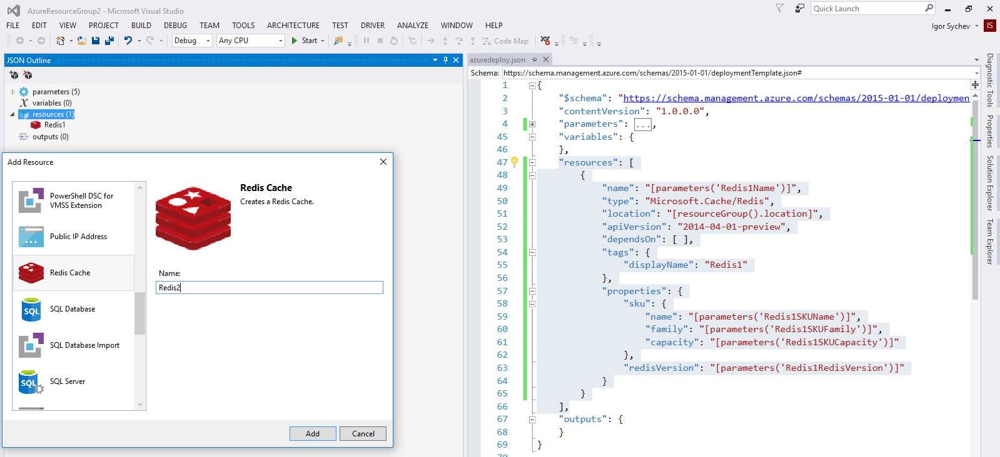 AzureResourceGroup2 - Microsoft Visual Studio
Quick Launch
FILE EDIT VIEW PROJECT BUILD DEBUG TEAM TOOLS ARCHITECTURE TEST DRIVER ANALYZE WINDOW HELP
Igor Sychev IS
Debug Any CPU Start Code Map
JSON Outline
parameters (5)
variables (0)
resources (1)
Redis1
outputs (0)
Add Resource
PowerShell DSC for
VMSS Extension
Public IP Address
Redis Cache
SQL Database
SQL Database Import
SQL Server
Redis Cache
Creates a Redis Cache.
Name:
Redis2
Add Cancel
azuredeploy.json
Schema: https://schema.management.azure.com/schemas/2015-01-01/deploymentTemplate.json#
1 {
2 "$schema": "https://schema.management.azure.com/schemas/2015-01-01/deploymen
3 "contentVersion": "1.0.0.0",
4 "parameters": ...,
45 "variables": {
46 },
47 "resources": [
48 {
49 "name": "[parameters('Redis1Name')]",
50 "type": "Microsoft.Cache/Redis",
51 "location": "[resourceGroup().location]",
52 "apiVersion": "2014-04-01-preview",
53 "dependsOn": [ ],
54 "tags": {
55 "displayName": "Redis1"
56 },
57 "properties": {
58 "sku": {
59 "name": "[parameters('Redis1SKUName')]",
60 "family": "[parameters('Redis1SKUFamily')]",
61 "capacity": "[parameters('Redis1SKUCapacity')]"
62 },
63 "redisVersion": "[parameters('Redis1RedisVersion')]"
64 }
65 }
66 ],
67 "outputs": {
68 }
69 }
70
Diagnostic Tools
Properties
Solution Explorer
Team Explorer